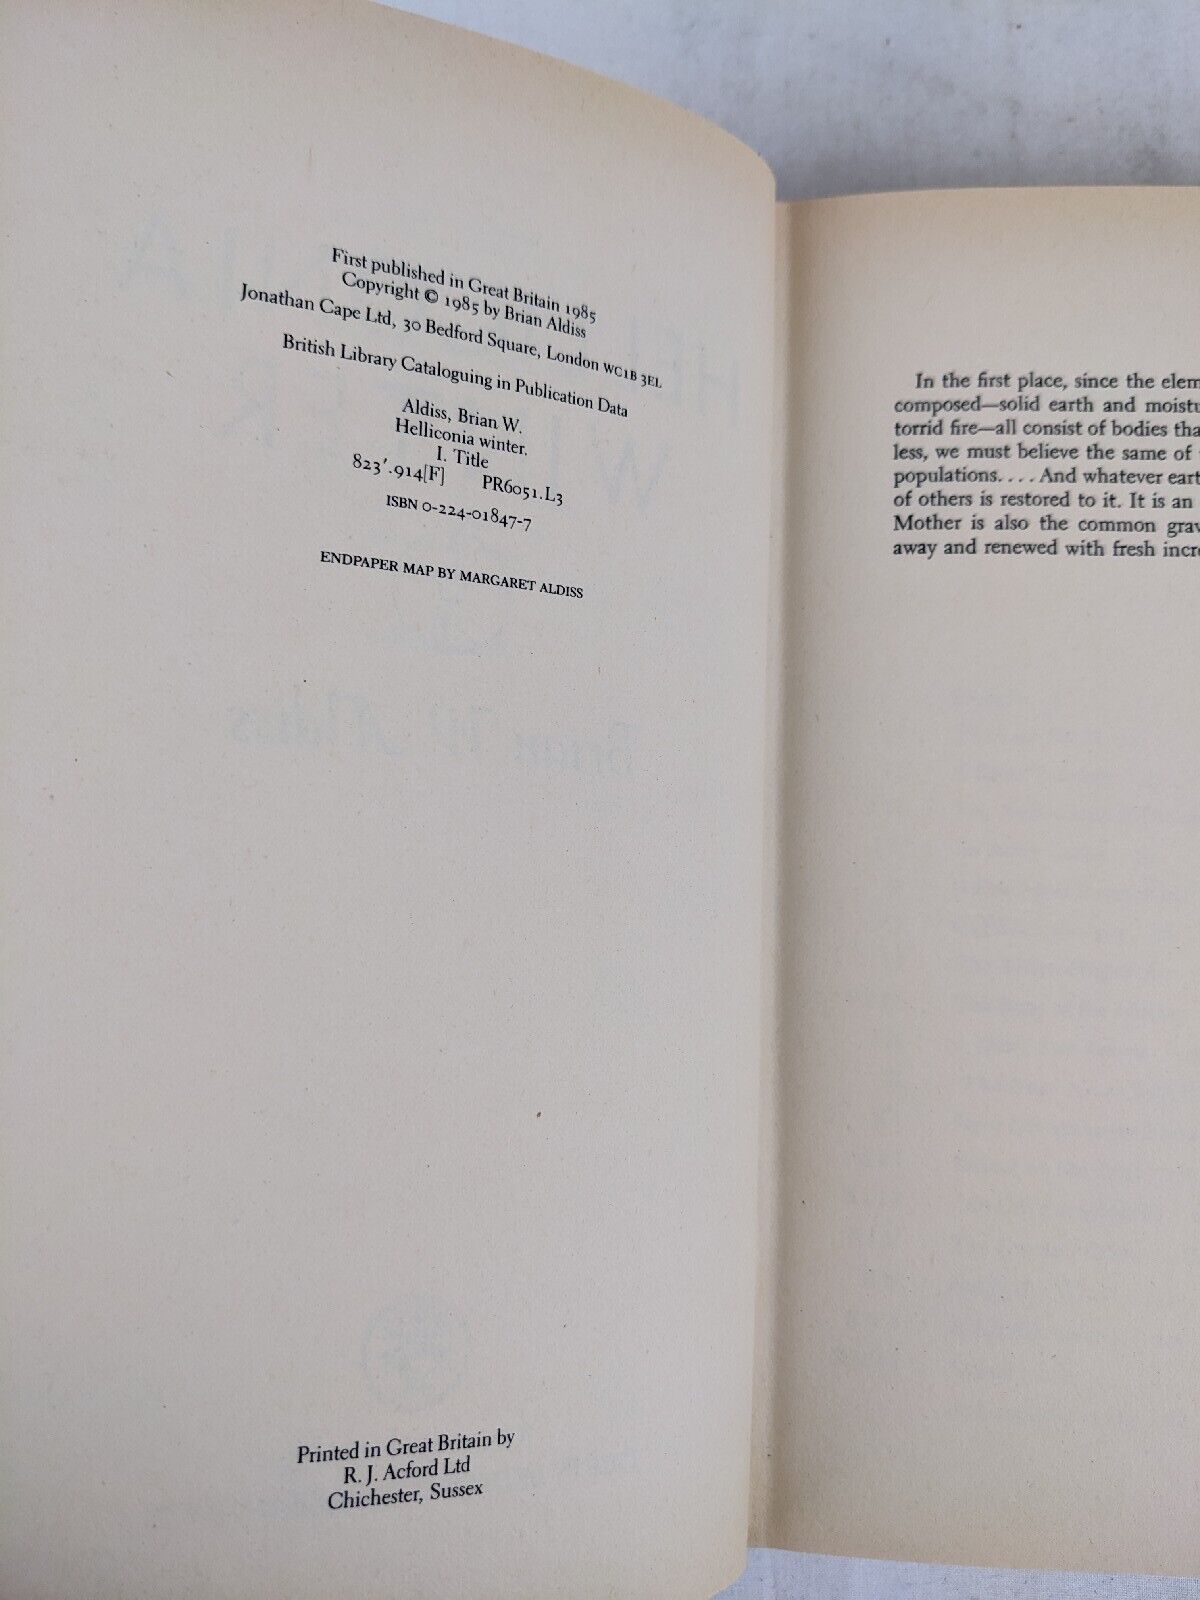 First published in Great Britain 1985
Copyright © 1985 by Brian Aldiss
Jonathan Cape Ltd, 30 Bedford Square, London WC1B 3EL
British Library Cataloguing in Publication Data
Aldiss, Brian W.
Helliconia winter.
I. Title
823'.914[F] PR6051.L3
ISBN 0-224-01847-7
ENDPAPER MAP BY MARGARET ALDISS
Printed in Great Britain by
R. J. Acford Ltd
Chichester, Sussex
In the first place, since the elem
composed—solid earth and moistu
torrid fire—all consist of bodies tha
less, we must believe the same of
populations. . . . And whatever eart
of others is restored to it. It is an
Mother is also the common grav
away and renewed with fresh incre